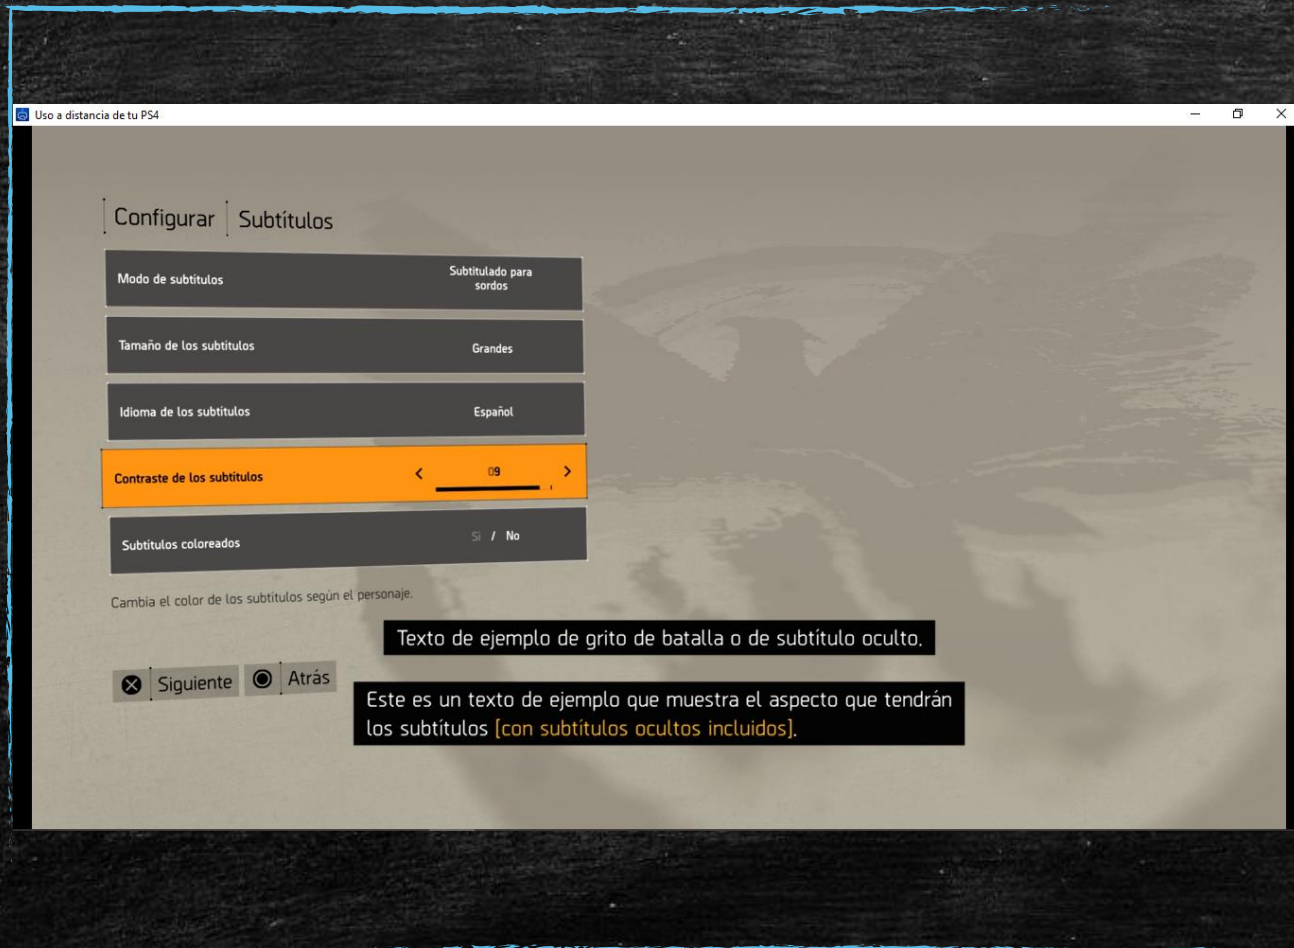 Uso a distancia de tu PS4
Configurar Subtítulos
Modo de subtítulos Subtitulado para
sordos
Tamaño de los subtítulos Grandes
Idioma de los subtítulos Español
Contraste de los subtítulos 09
Subtítulos coloreados Sí / No
Cambia el color de los subtítulos según el personaje.
Texto de ejemplo de grito de batalla o de subtítulo oculto.
Siguiente Atrás
Este es un texto de ejemplo que muestra el aspecto que tendrán
los subtítulos [con subtítulos ocultos incluidos].